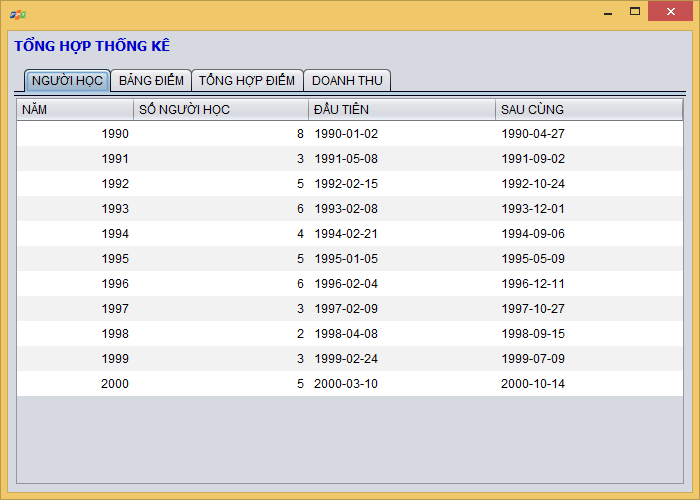 FPT
TỔNG HỢP THỐNG KÊ
NGƯỜI HỌC BẢNG ĐIỂM TỔNG HỢP ĐIỂM DOANH THU
NĂM SỐ NGƯỜI HỌC ĐẦU TIÊN SAU CÙNG
1990 8 1990-01-02 1990-04-27
1991 3 1991-05-08 1991-09-02
1992 5 1992-02-15 1992-10-24
1993 6 1993-02-08 1993-12-01
1994 4 1994-02-21 1994-09-06
1995 5 1995-01-05 1995-05-09
1996 6 1996-02-04 1996-12-11
1997 3 1997-02-09 1997-10-27
1998 2 1998-04-08 1998-09-15
1999 3 1999-02-24 1999-07-09
2000 5 2000-03-10 2000-10-14